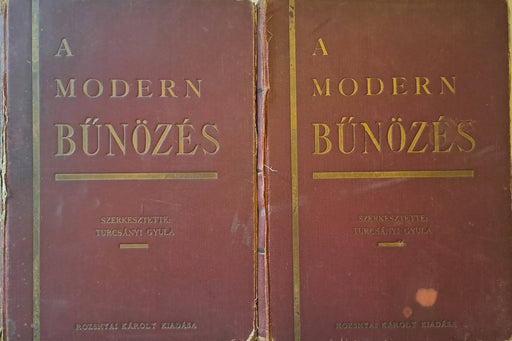 A
MODERN
BŰNÖZÉS
SZERKESZTETTE:
TURCSÁNYI GYULA
ROZSNYAI KÁROLY KIADÁSA
A
MODERN
BŰNÖZÉS
SZERKESZTETTE:
TURCSÁNYI GYULA
ROZSNYAI KÁROLY KIADÁSA